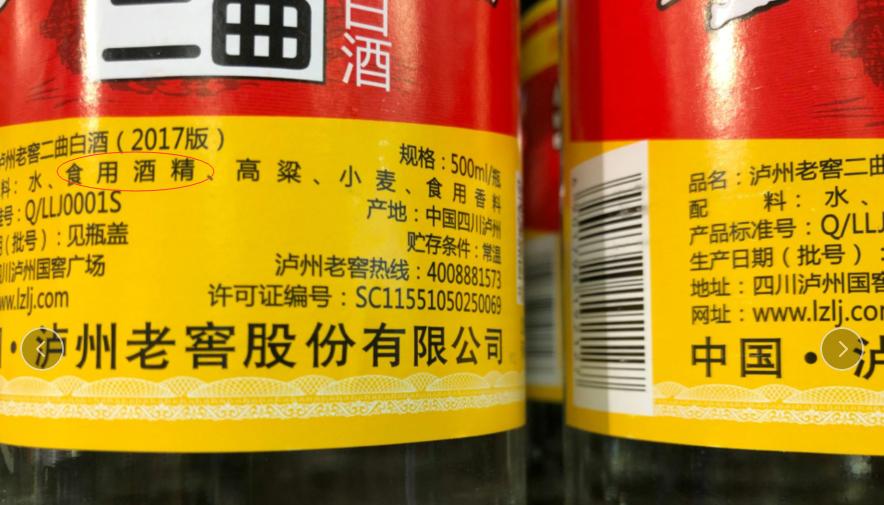 二曲
白酒
泸州老窖二曲白酒(2017版)
规格:500ml/瓶
料:水、食用酒精、高粱、小麦、食用香料
号:Q/LLJ0001S
产地:中国四川泸州
(批号):见瓶盖
贮存条件:常温
川泸州国窖广场
泸州老窖热线:4008881573
www.lzlj.com
许可证编号:SC11551050250069
·泸州老窖股份有限公司
品名:泸州老窖二曲
配 料:水、
产品标准号:Q/LLJ
生产日期(批号):
地址:四川泸州国窖
网址:www.lzlj.co
中国·泸